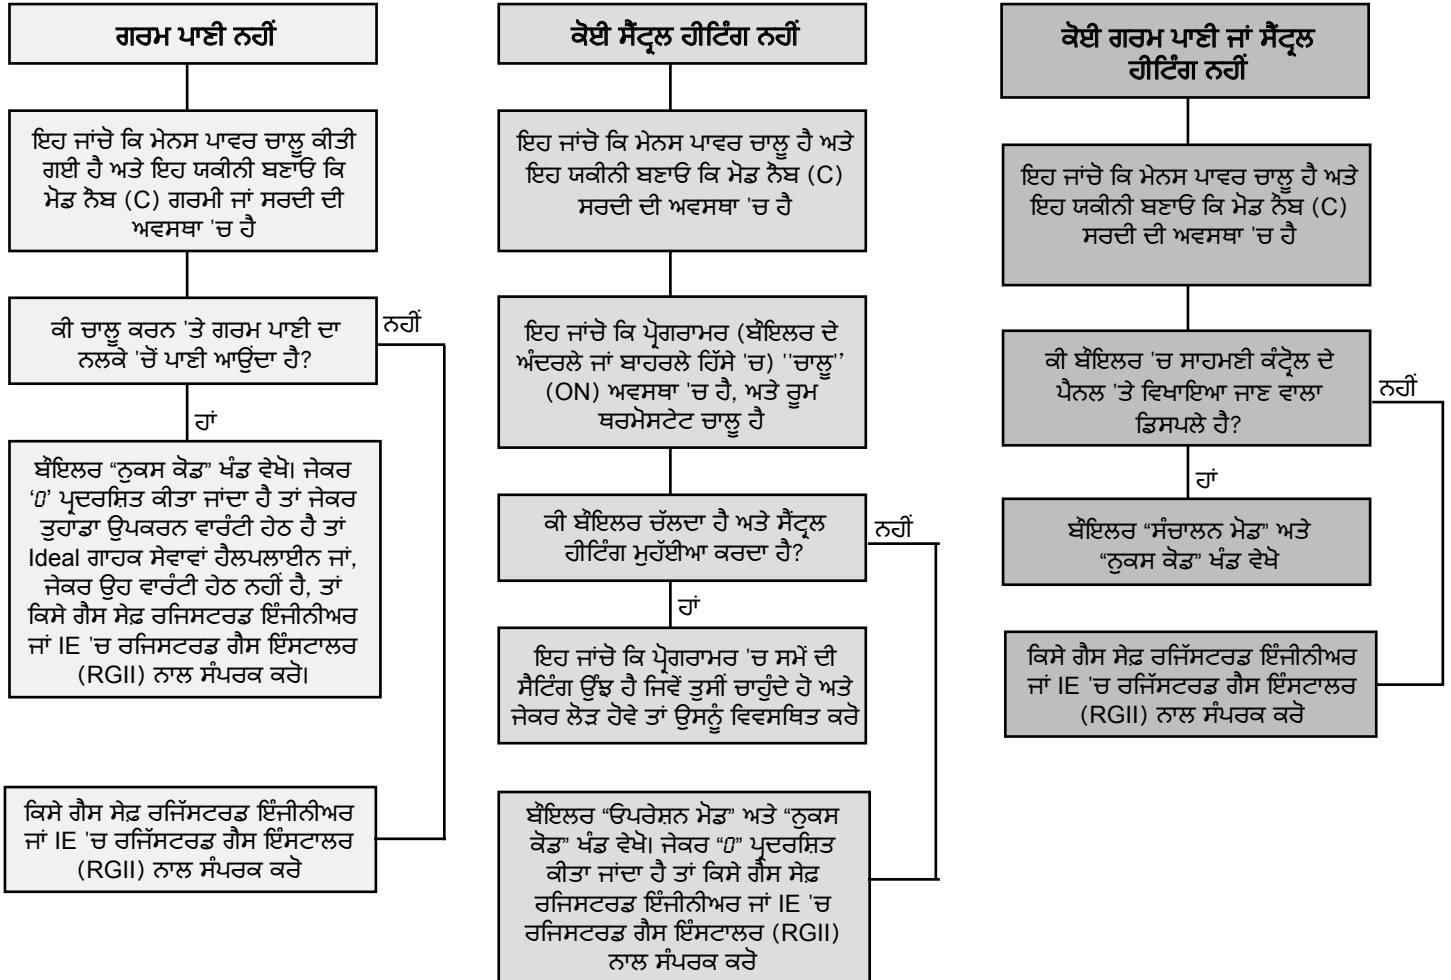 ਗਰਮ ਪਾਣੀ ਨਹੀਂ
ਇਹ ਜਾਂਚੋ ਕਿ ਮੇਨਸ ਪਾਵਰ ਚਾਲੂ ਕੀਤੀ
ਗਈ ਹੈ ਅਤੇ ਇਹ ਯਕੀਨੀ ਬਣਾਓ ਕਿ
ਮੋਡ ਨੌਬ (C) ਗਰਮੀ ਜਾਂ ਸਰਦੀ ਦੀ
ਅਵਸਥਾ 'ਚ ਹੈ
ਕੀ ਚਾਲੂ ਕਰਨ 'ਤੇ ਗਰਮ ਪਾਣੀ ਦਾ
ਨਲਕੇ 'ਚੋਂ ਪਾਣੀ ਆਉਂਦਾ ਹੈ?
ਨਹੀਂ
ਹਾਂ
ਬੌਇਲਰ “ਨੁਕਸ ਕੋਡ” ਖੰਡ ਵੇਖੋ। ਜੇਕਰ
‘0’ ਪ੍ਰਦਰਸ਼ਿਤ ਕੀਤਾ ਜਾਂਦਾ ਹੈ ਤਾਂ ਜੇਕਰ
ਤੁਹਾਡਾ ਉਪਕਰਨ ਵਾਰੰਟੀ ਹੇਠ ਹੈ ਤਾਂ
Ideal ਗਾਹਕ ਸੇਵਾਵਾਂ ਹੈਲਪਲਾਈਨ ਜਾਂ,
ਜੇਕਰ ਉਹ ਵਾਰੰਟੀ ਹੇਠ ਨਹੀਂ ਹੈ, ਤਾਂ
ਕਿਸੇ ਗੈਸ ਸੇਫ਼ ਰਜਿਸਟਰਡ ਇੰਜੀਨੀਅਰ
ਜਾਂ IE 'ਚ ਰਜਿਸਟਰਡ ਗੈਸ ਇੰਸਟਾਲਰ
(RGII) ਨਾਲ ਸੰਪਰਕ ਕਰੋ।
ਕਿਸੇ ਗੈਸ ਸੇਫ਼ ਰਜਿੱਸਟਰਡ ਇੰਜੀਨੀਅਰ
ਜਾਂ IE 'ਚ ਰਜਿੱਸਟਰਡ ਗੈਸ ਇੰਸਟਾਲਰ
(RGII) ਨਾਲ ਸੰਪਰਕ ਕਰੋ
ਕੋਈ ਸੈਂਟ੍ਰਲ ਹੀਟਿੰਗ ਨਹੀਂ
ਇਹ ਜਾਂਚੋ ਕਿ ਮੇਨਸ ਪਾਵਰ ਚਾਲੂ ਹੈ ਅਤੇ
ਇਹ ਯਕੀਨੀ ਬਣਾਓ ਕਿ ਮੋਡ ਨੌਬ (C)
ਸਰਦੀ ਦੀ ਅਵਸਥਾ 'ਚ ਹੈ
ਇਹ ਜਾਂਚੋ ਕਿ ਪ੍ਰੋਗਰਾਮਰ (ਬੌਇਲਰ ਦੇ
ਅੰਦਰਲੇ ਜਾਂ ਬਾਹਰਲੇ ਹਿੱਸੇ 'ਚ) ''ਚਾਲੂ''
(ON) ਅਵਸਥਾ 'ਚ ਹੈ, ਅਤੇ ਰੂਮ
ਥਰਮੋਸਟੇਟ ਚਾਲੂ ਹੈ
ਕੀ ਬੌਇਲਰ ਚੱਲਦਾ ਹੈ ਅਤੇ ਸੈਂਟ੍ਰਲ
ਹੀਟਿੰਗ ਮੁਹੱਈਆ ਕਰਦਾ ਹੈ?
ਨਹੀਂ
ਹਾਂ
ਇਹ ਜਾਂਚੋ ਕਿ ਪ੍ਰੋਗਰਾਮਰ 'ਚ ਸਮੇਂ ਦੀ
ਸੈਟਿੰਗ ਉਂਝ ਹੈ ਜਿਵੇਂ ਤੁਸੀਂ ਚਾਹੁੰਦੇ ਹੋ ਅਤੇ
ਜੇਕਰ ਲੋੜ ਹੋਵੇ ਤਾਂ ਉਸਨੂੰ ਵਿਵਸਥਿਤ ਕਰੋ
ਬੌਇਲਰ “ਓਪਰੇਸ਼ਨ ਮੋਡ” ਅਤੇ “ਨੁਕਸ
ਕੋਡ” ਖੰਡ ਵੇਖੋ। ਜੇਕਰ “0” ਪ੍ਰਦਰਸ਼ਿਤ
ਕੀਤਾ ਜਾਂਦਾ ਹੈ ਤਾਂ ਕਿਸੇ ਗੈਸ ਸੇਫ਼
ਰਜਿਸਟਰਡ ਇੰਜੀਨੀਅਰ ਜਾਂ IE 'ਚ
ਰਜਿਸਟਰਡ ਗੈਸ ਇੰਸਟਾਲਰ (RGII)
ਨਾਲ ਸੰਪਰਕ ਕਰੋ
ਕੋਈ ਗਰਮ ਪਾਣੀ ਜਾਂ ਸੈਂਟ੍ਰਲ
ਹੀਟਿੰਗ ਨਹੀਂ
ਇਹ ਜਾਂਚੋ ਕਿ ਮੇਨਸ ਪਾਵਰ ਚਾਲੂ ਹੈ ਅਤੇ
ਇਹ ਯਕੀਨੀ ਬਣਾਓ ਕਿ ਮੋਡ ਨੌਬ (C)
ਸਰਦੀ ਦੀ ਅਵਸਥਾ 'ਚ ਹੈ
ਕੀ ਬੌਇਲਰ 'ਚ ਸਾਹਮਣੀ ਕੰਟ੍ਰੋਲ ਦੇ
ਪੈਨਲ 'ਤੇ ਵਿਖਾਇਆ ਜਾਣ ਵਾਲਾ
ਡਿਸਪਲੇ ਹੈ?
ਨਹੀਂ
ਹਾਂ
ਬੌਇਲਰ “ਸੰਚਾਲਨ ਮੋਡ” ਅਤੇ
“ਨੁਕਸ ਕੋਡ” ਖੰਡ ਵੇਖੋ
ਕਿਸੇ ਗੈਸ ਸੇਫ਼ ਰਜਿੱਸਟਰਡ ਇੰਜੀਨੀਅਰ
ਜਾਂ IE 'ਚ ਰਜਿੱਸਟਰਡ ਗੈਸ ਇੰਸਟਾਲਰ
(RGII) ਨਾਲ ਸੰਪਰਕ ਕਰੋ